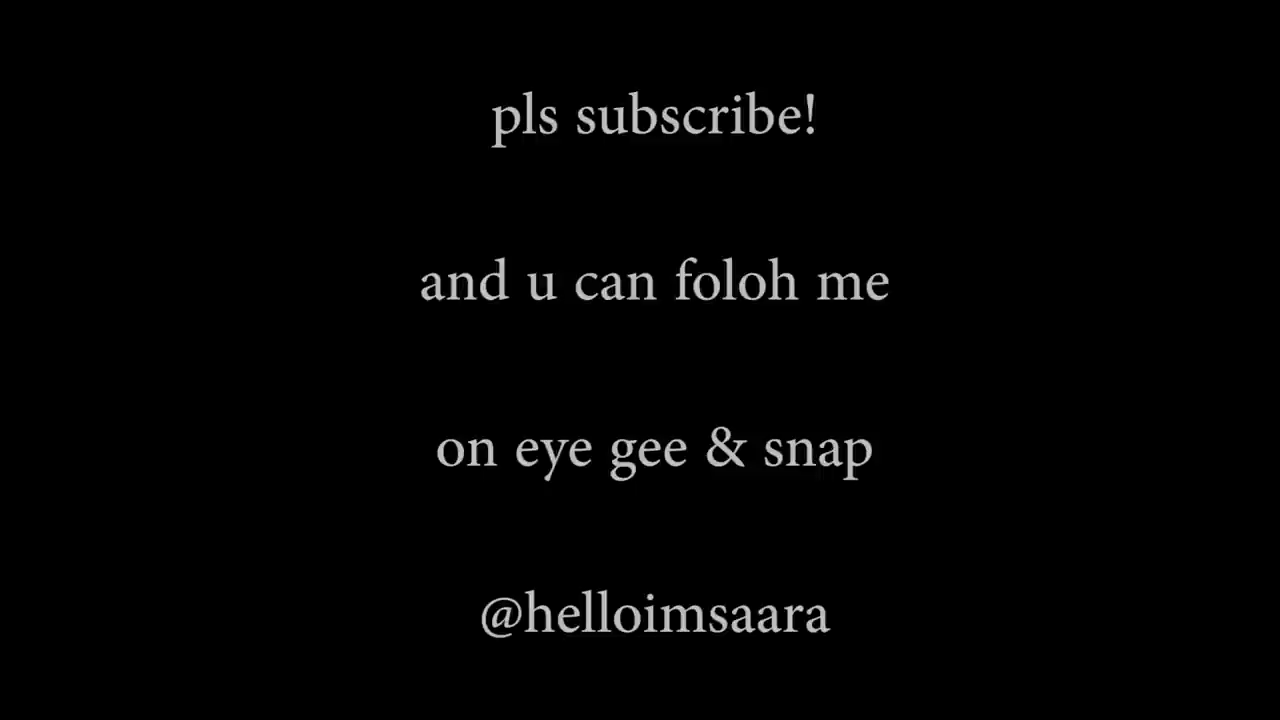 pls subscribe!
and u can foloh me
on eye gee & snap
@helloimsaara